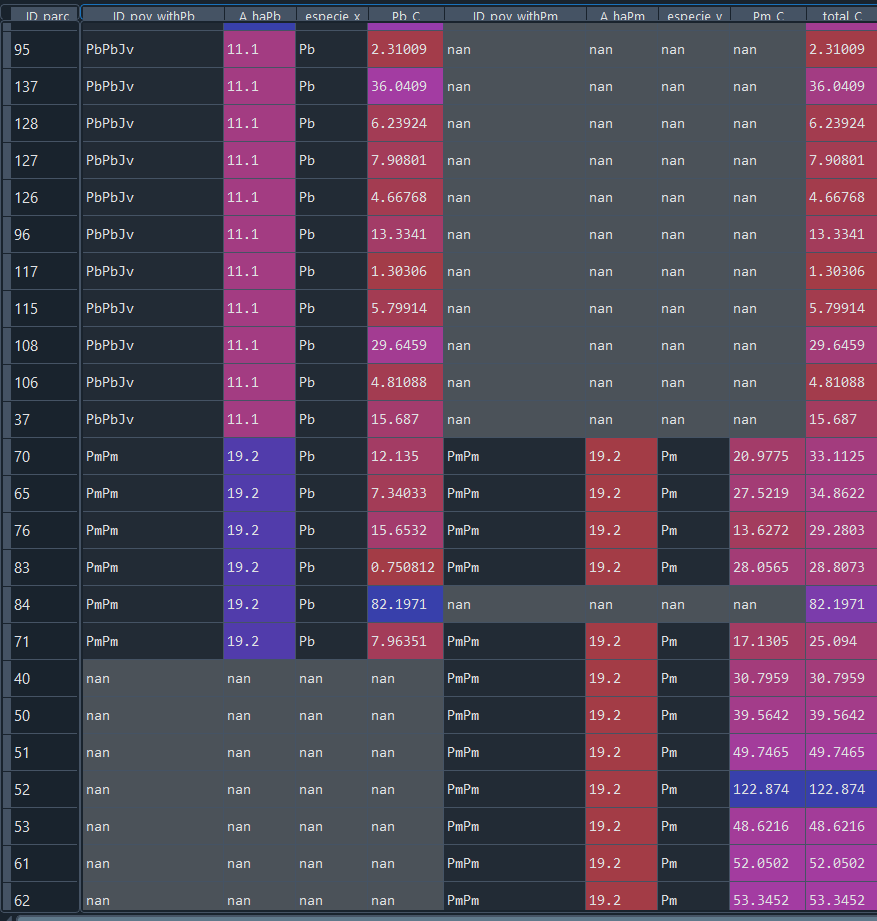 ID_parc ID_pov_withPb A_haPb especie_x Pb_C ID_pov_withPm A_haPm especie_y Pm_C total_C
95 PbPbJv 11.1 Pb 2.31009 nan nan nan nan 2.31009
137 PbPbJv 11.1 Pb 36.0409 nan nan nan nan 36.0409
128 PbPbJv 11.1 Pb 6.23924 nan nan nan nan 6.23924
127 PbPbJv 11.1 Pb 7.90801 nan nan nan nan 7.90801
126 PbPbJv 11.1 Pb 4.66768 nan nan nan nan 4.66768
96 PbPbJv 11.1 Pb 13.3341 nan nan nan nan 13.3341
117 PbPbJv 11.1 Pb 1.30306 nan nan nan nan 1.30306
115 PbPbJv 11.1 Pb 5.79914 nan nan nan nan 5.79914
108 PbPbJv 11.1 Pb 29.6459 nan nan nan nan 29.6459
106 PbPbJv 11.1 Pb 4.81088 nan nan nan nan 4.81088
37 PbPbJv 11.1 Pb 15.687 nan nan nan nan 15.687
70 PmPm 19.2 Pb 12.135 PmPm 19.2 Pm 20.9775 33.1125
65 PmPm 19.2 Pb 7.34033 PmPm 19.2 Pm 27.5219 34.8622
76 PmPm 19.2 Pb 15.6532 PmPm 19.2 Pm 13.6272 29.2803
83 PmPm 19.2 Pb 0.750812 PmPm 19.2 Pm 28.0565 28.8073
84 PmPm 19.2 Pb 82.1971 nan nan nan nan 82.1971
71 PmPm 19.2 Pb 7.96351 PmPm 19.2 Pm 17.1305 25.094
40 nan nan nan nan PmPm 19.2 Pm 30.7959 30.7959
50 nan nan nan nan PmPm 19.2 Pm 39.5642 39.5642
51 nan nan nan nan PmPm 19.2 Pm 49.7465 49.7465
52 nan nan nan nan PmPm 19.2 Pm 122.874 122.874
53 nan nan nan nan PmPm 19.2 Pm 48.6216 48.6216
61 nan nan nan nan PmPm 19.2 Pm 52.0502 52.0502
62 nan nan nan nan PmPm 19.2 Pm 53.3452 53.3452